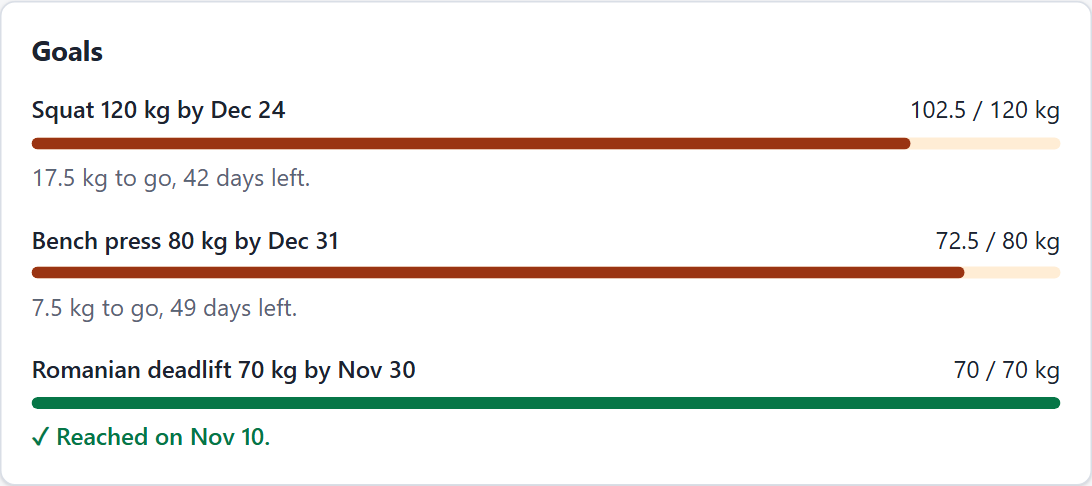 Goals
Squat 120 kg by Dec 24 102.5 / 120 kg
17.5 kg to go, 42 days left.
Bench press 80 kg by Dec 31 72.5 / 80 kg
7.5 kg to go, 49 days left.
Romanian deadlift 70 kg by Nov 30 70 / 70 kg
✓ Reached on Nov 10.